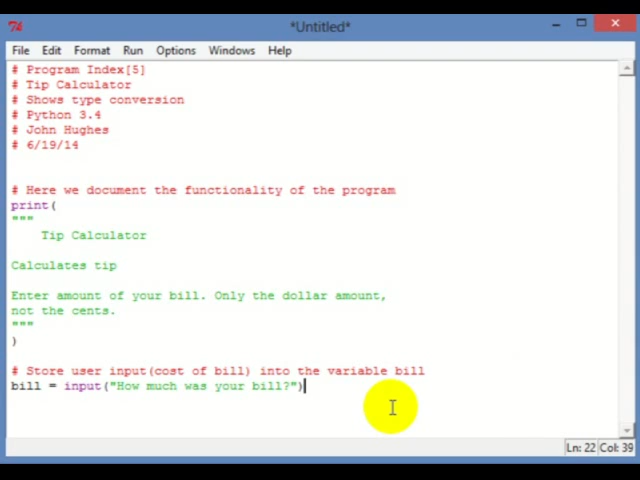 *Untitled*
File Edit Format Run Options Windows Help
# Program Index[5]
# Tip Calculator
# Shows type conversion
# Python 3.4
# John Hughes
# 6/19/14
# Here we document the functionality of the program
print(
"""
Tip Calculator
Calculates tip
Enter amount of your bill. Only the dollar amount,
not the cents.
"""
)
# Store user input(cost of bill) into the variable bill
bill = input("How much was your bill?")
Ln: 22 Col: 39